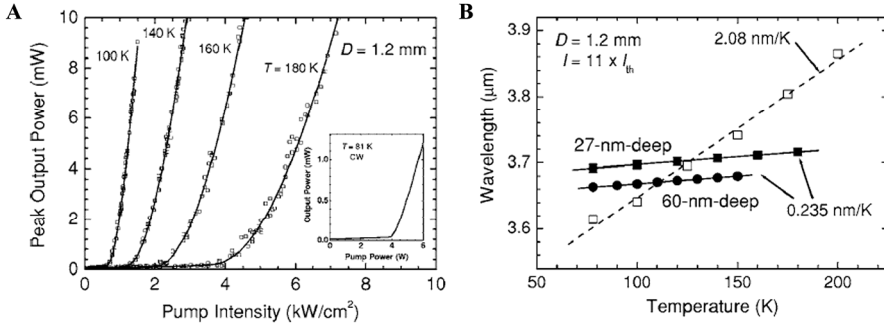 A
10
8
6
4
2
0
Peak Output Power (mW)
100 K
140 K
160 K
T = 180 K
D = 1.2 mm
T = 81 K
CW
1.0
0.5
0.0
Output Power (mW)
0 2 4 6
Pump Power (W)
0 2 4 6 8 10
Pump Intensity (kW/cm²)
B
3.9
3.8
3.7
3.6
Wavelength (μm)
D = 1.2 mm
I = 11 x Ith
2.08 nm/K
27-nm-deep
60-nm-deep
0.235 nm/K
50 100 150 200
Temperature (K)